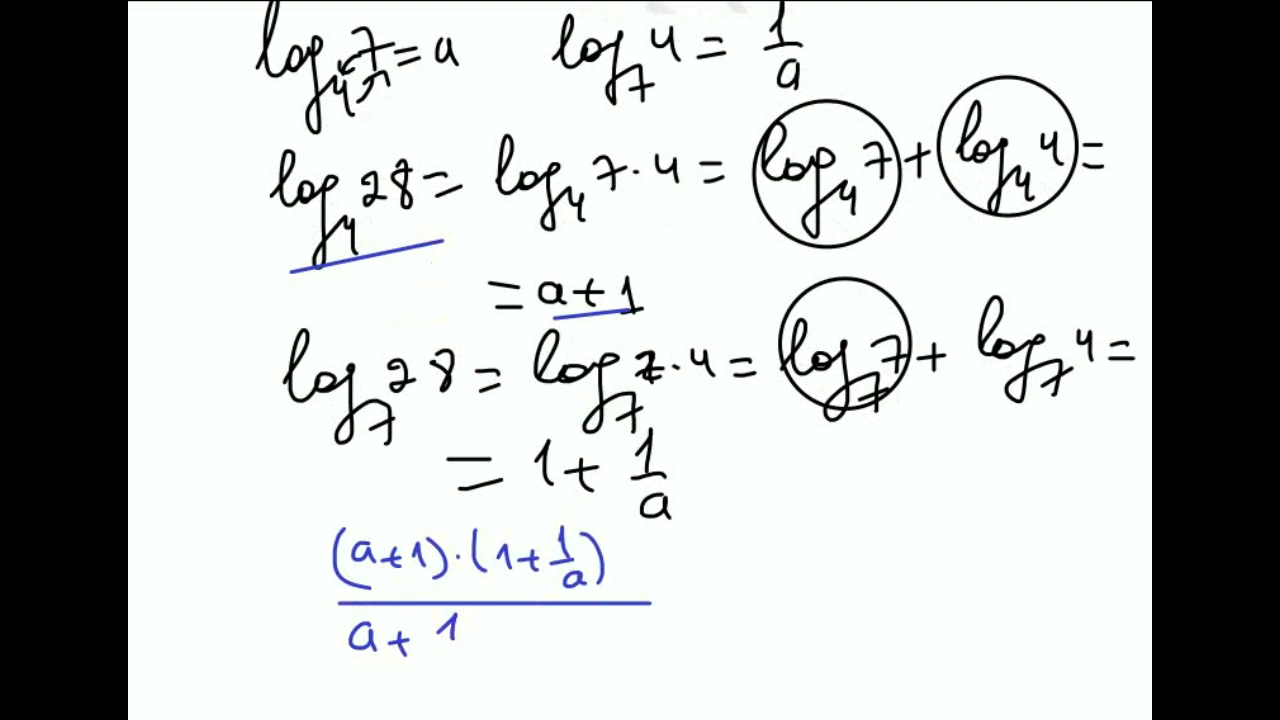 log₄7 = a    log₇4 = 1/a
log₄28 = log₄7·4 = log₄7 + log₄4 =
= a + 1
log₇28 = log₇7·4 = log₇7 + log₇4 =
= 1 + 1/a
(a+1)·(1+1/a)
a + 1